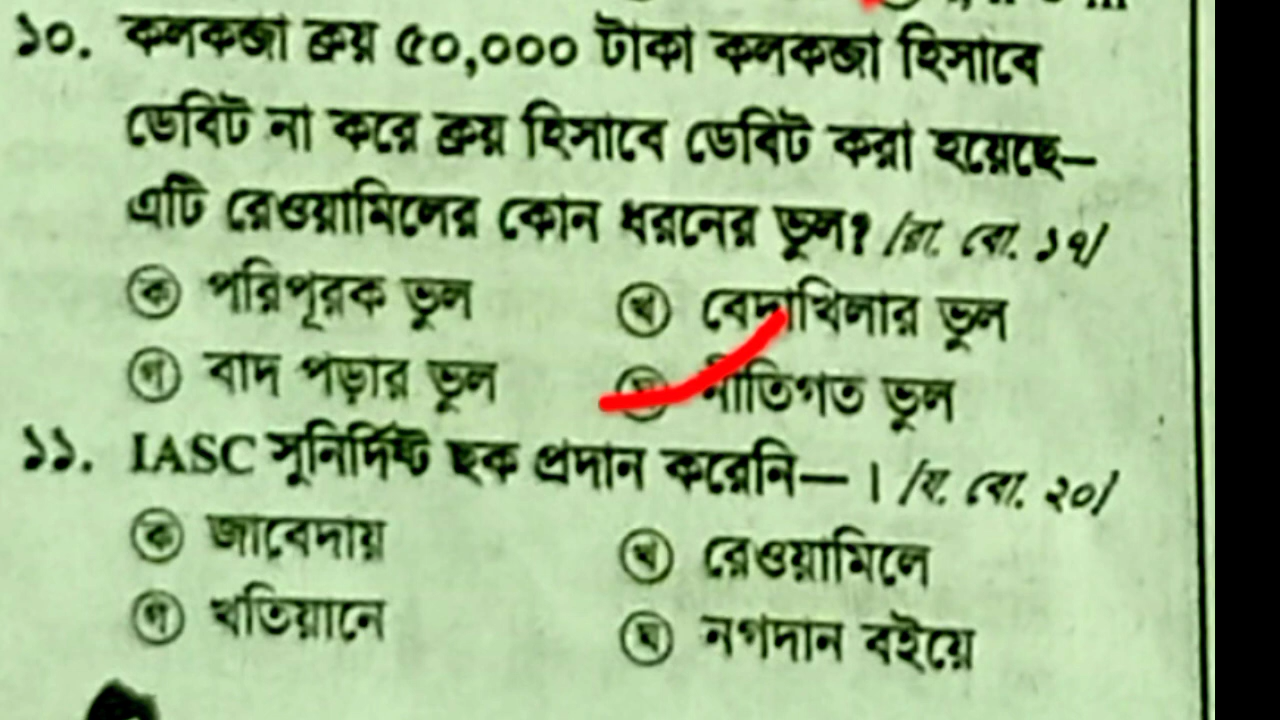 ১০. কলকব্জা ক্রয় ৫০,০০০ টাকা কলকব্জা হিসাবে
ডেবিট না করে ক্রয় হিসাবে ডেবিট করা হয়েছে–
এটি রেওয়ামিলের কোন ধরনের ভুল? /রা. বো. ১৭/
ক পরিপূরক ভুল খ বেদাখিলার ভুল
গ বাদ পড়ার ভুল ঘ নীতিগত ভুল
১১. IASC সুনির্দিষ্ট ছক প্রদান করেনি— । /য. বো. ২০/
ক জাবেদায় খ রেওয়ামিলে
গ খতিয়ানে ঘ নগদান বইয়ে